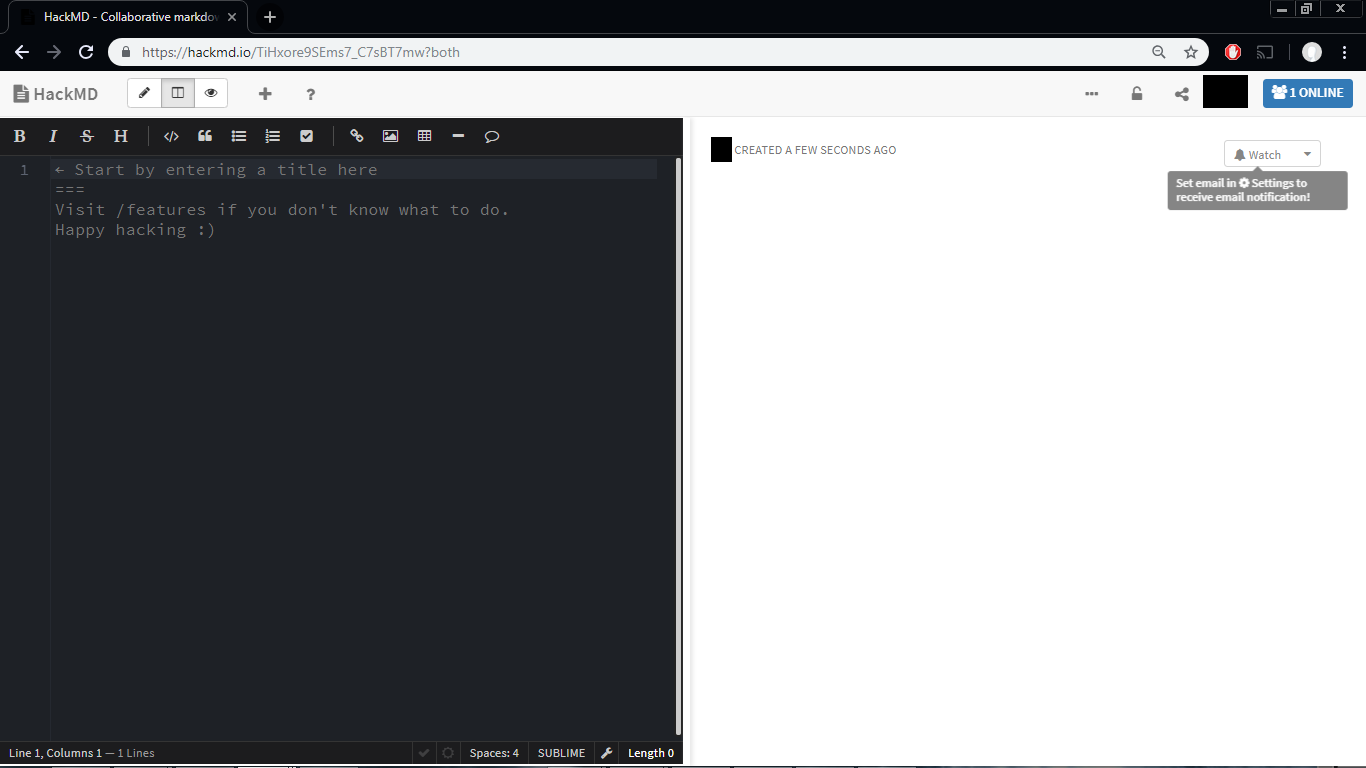 HackMD - Collaborative markdo
https://hackmd.io/TiHxore9SEms7_C7sBT7mw?both
HackMD
?
1 ONLINE
B I S H
CREATED A FEW SECONDS AGO
Watch
Set email in Settings to
receive email notification!
1 ← Start by entering a title here
===
Visit /features if you don't know what to do.
Happy hacking :)
Line 1, Columns 1 — 1 Lines
Spaces: 4
SUBLIME
Length 0